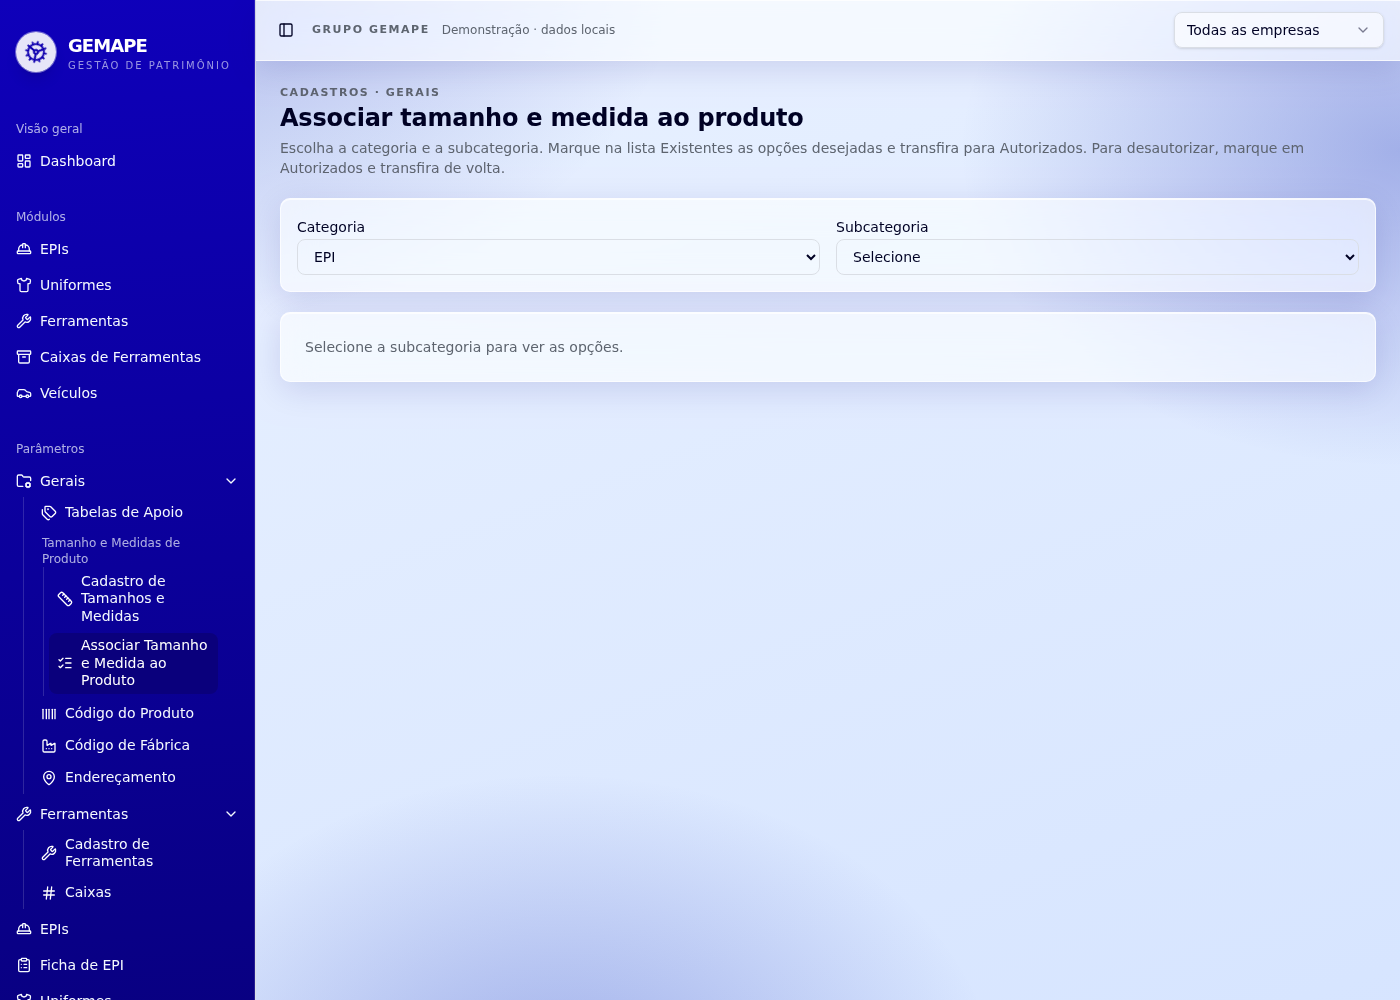 GEMAPE
GESTÃO DE PATRIMÔNIO
Visão geral
Dashboard
Módulos
EPIs
Uniformes
Ferramentas
Caixas de Ferramentas
Veículos
Parâmetros
Gerais
Tabelas de Apoio
Tamanho e Medidas de
Produto
Cadastro de
Tamanhos e
Medidas
Associar Tamanho
e Medida ao
Produto
Código do Produto
Código de Fábrica
Endereçamento
Ferramentas
Cadastro de
Ferramentas
Caixas
EPIs
Ficha de EPI
Uniformes
GRUPO GEMAPE Demonstração · dados locais
Todas as empresas
CADASTROS · GERAIS
Associar tamanho e medida ao produto
Escolha a categoria e a subcategoria. Marque na lista Existentes as opções desejadas e transfira para Autorizados. Para desautorizar, marque em
Autorizados e transfira de volta.
Categoria
EPI
Subcategoria
Selecione
Selecione a subcategoria para ver as opções.